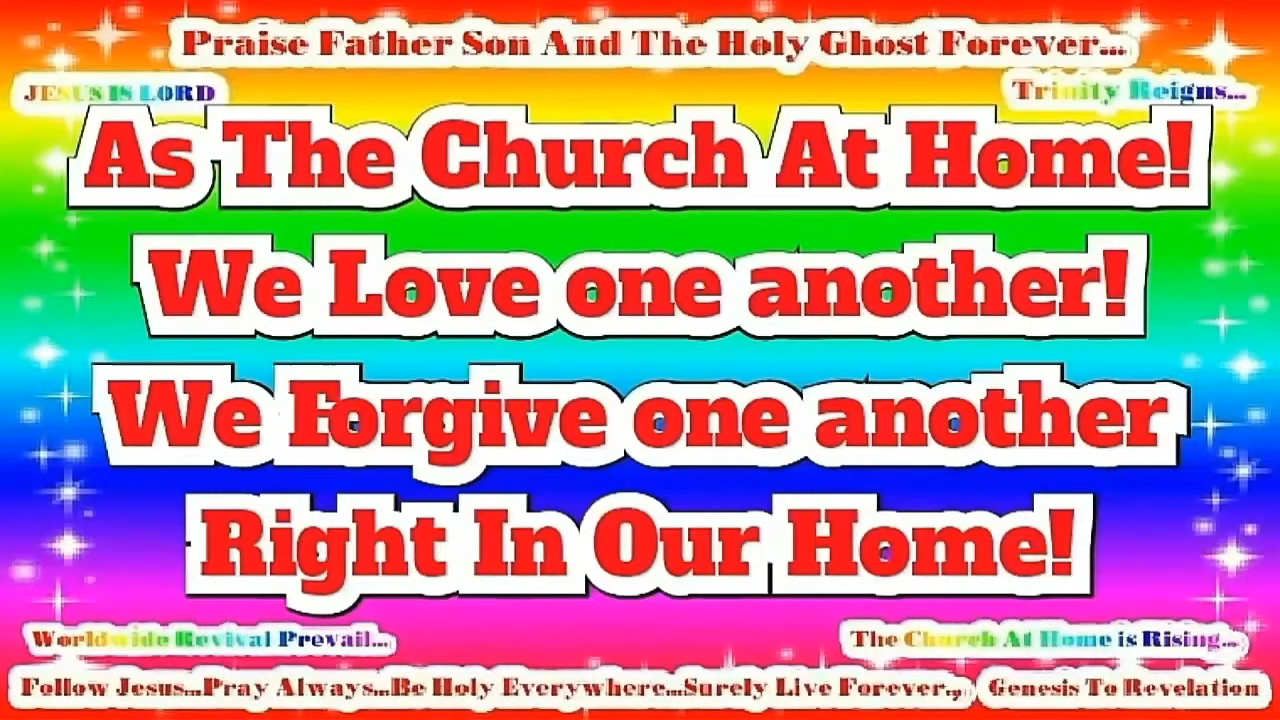 Praise Father Son And The Holy Ghost Forever...
JESUS IS LORD
Trinity Reigns...
As The Church At Home!
We Love one another!
We Forgive one another
Right In Our Home!
Worldwide Revival Prevail...
The Church At Home is Rising...
Follow Jesus...Pray Always...Be Holy Everywhere...Surely Live Forever...
Genesis To Revelation